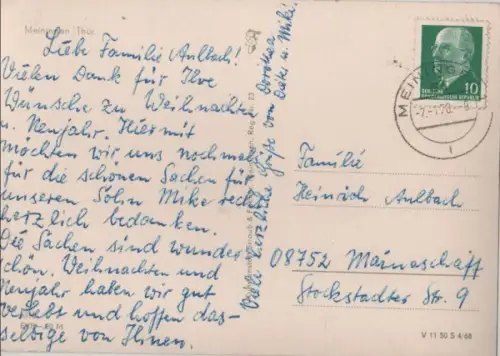 Meiningen Thür.
Liebe Familie Aulbach!
Vielen Dank für Ihre
Wünsche zu Weihnachten
u. Neujahr. Hiermit
möchten wir uns nochmal
für die schönen Sachen für
unseren Sohn Mike recht
herzlich bedanken.
Die Sachen sind wunder
schön. Weihnachten und
Neujahr haben wir gut
verlebt und hoffen das-
selbige von Ihnen.
Viele herzliche Grüße von Dorothea
u. Mike
10
MEIN
Familie
Heinrich Aulbach
08752 Mainaschaff
Stockstadter Str. 9
V 11 50 S 4/68